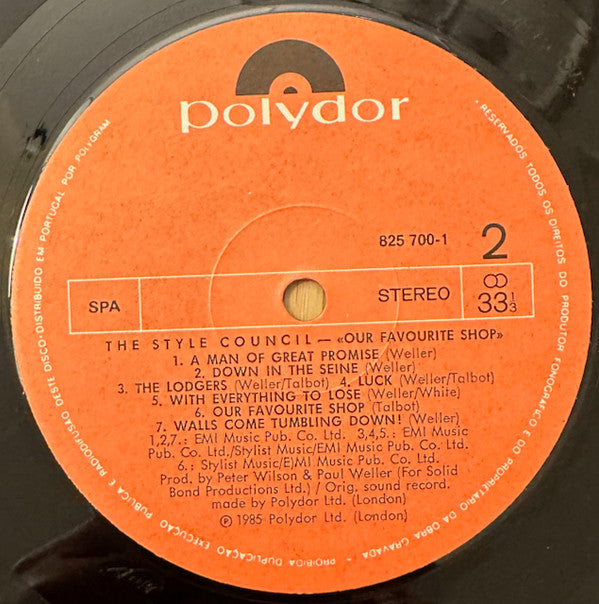 polydor
825 700-1
2
SPA
STEREO
33⅓
THE STYLE COUNCIL — «OUR FAVOURITE SHOP»
1. A MAN OF GREAT PROMISE (Weller)
2. DOWN IN THE SEINE (Weller)
3. THE LODGERS (Weller/Talbot) 4. LUCK (Weller/Talbot)
5. WITH EVERYTHING TO LOSE (Weller/White)
6. OUR FAVOURITE SHOP (Talbot)
7. WALLS COME TUMBLING DOWN! (Weller)
1,2,7.: EMI Music Pub. Co. Ltd. 3,4,5.: EMI Music
Pub. Co. Ltd./Stylist Music/EMI Music Pub. Co. Ltd.
6.: Stylist Music/E)MI Music Pub. Co. Ltd.
Prod. by Peter Wilson & Paul Weller (For Solid
Bond Productions Ltd.) / Orig. sound record.
made by Polydor Ltd. (London)
℗ 1985 Polydor Ltd. (London)
• RESERVADOS TODOS OS DIREITOS DO PRODUTOR FONOGRÁFICO E DO PROPRIETÁRIO DA OBRA GRAVADA • PROIBIDA DUPLICAÇÃO EXECUÇÃO PÚBLICA E RADIODIFUSÃO DESTE DISCO • DISTRIBUÍDO EM PORTUGAL POR POLYGRAM